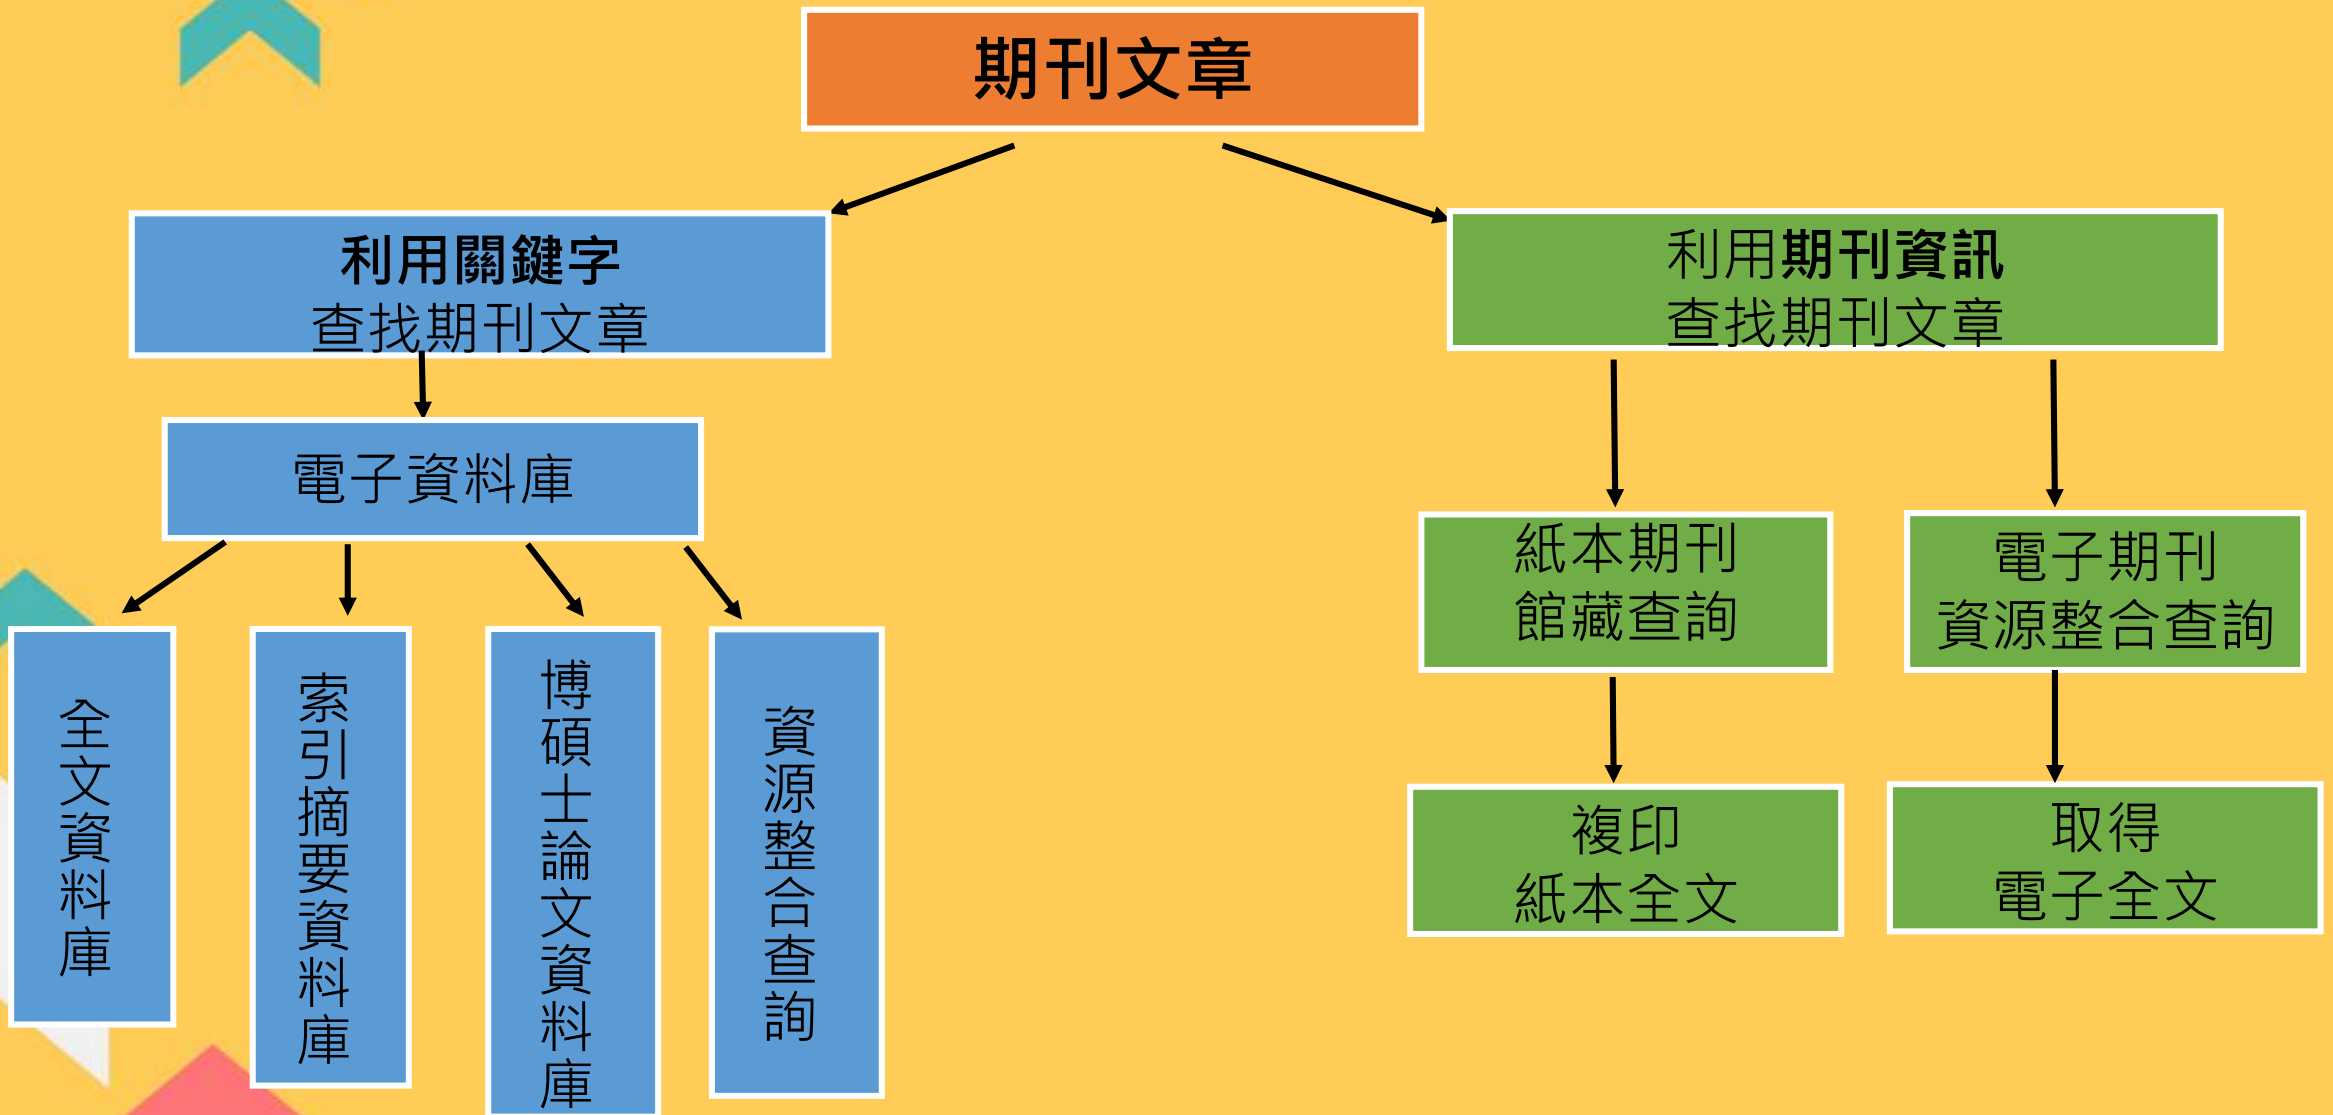 期刊文章
利用關鍵字
查找期刊文章
利用期刊資訊
查找期刊文章
電子資料庫
紙本期刊
館藏查詢
電子期刊
資源整合查詢
全文資料庫
索引摘要資料庫
博碩士論文資料庫
資源整合查詢
複印
紙本全文
取得
電子全文